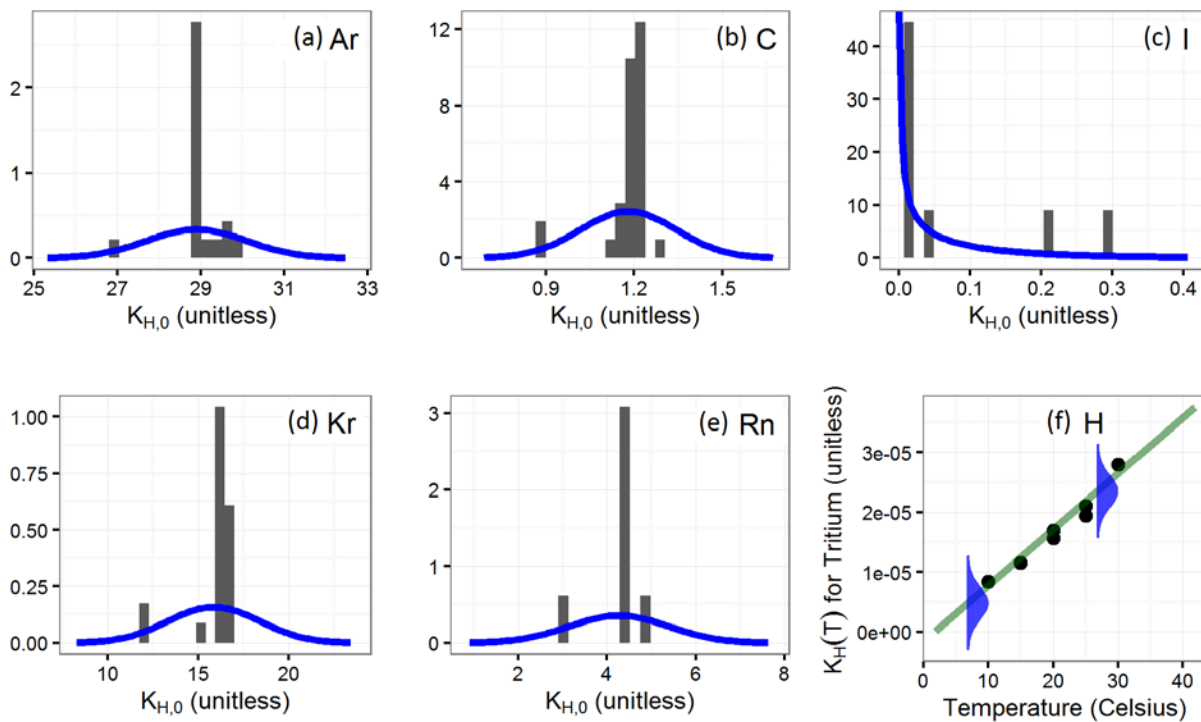 (a) Ar
2
1
0
25 27 29 31 33
K_H,0 (unitless)
(b) C
12
9
6
3
0
0.9 1.2 1.5
K_H,0 (unitless)
(c) I
40
30
20
10
0
0.0 0.1 0.2 0.3 0.4
K_H,0 (unitless)
(d) Kr
1.00
0.75
0.50
0.25
0.00
10 15 20
K_H,0 (unitless)
(e) Rn
3
2
1
0
2 4 6 8
K_H,0 (unitless)
(f) H
K_H(T) for Tritium (unitless)
3e-05
2e-05
1e-05
0e+00
0 10 20 30 40
Temperature (Celsius)